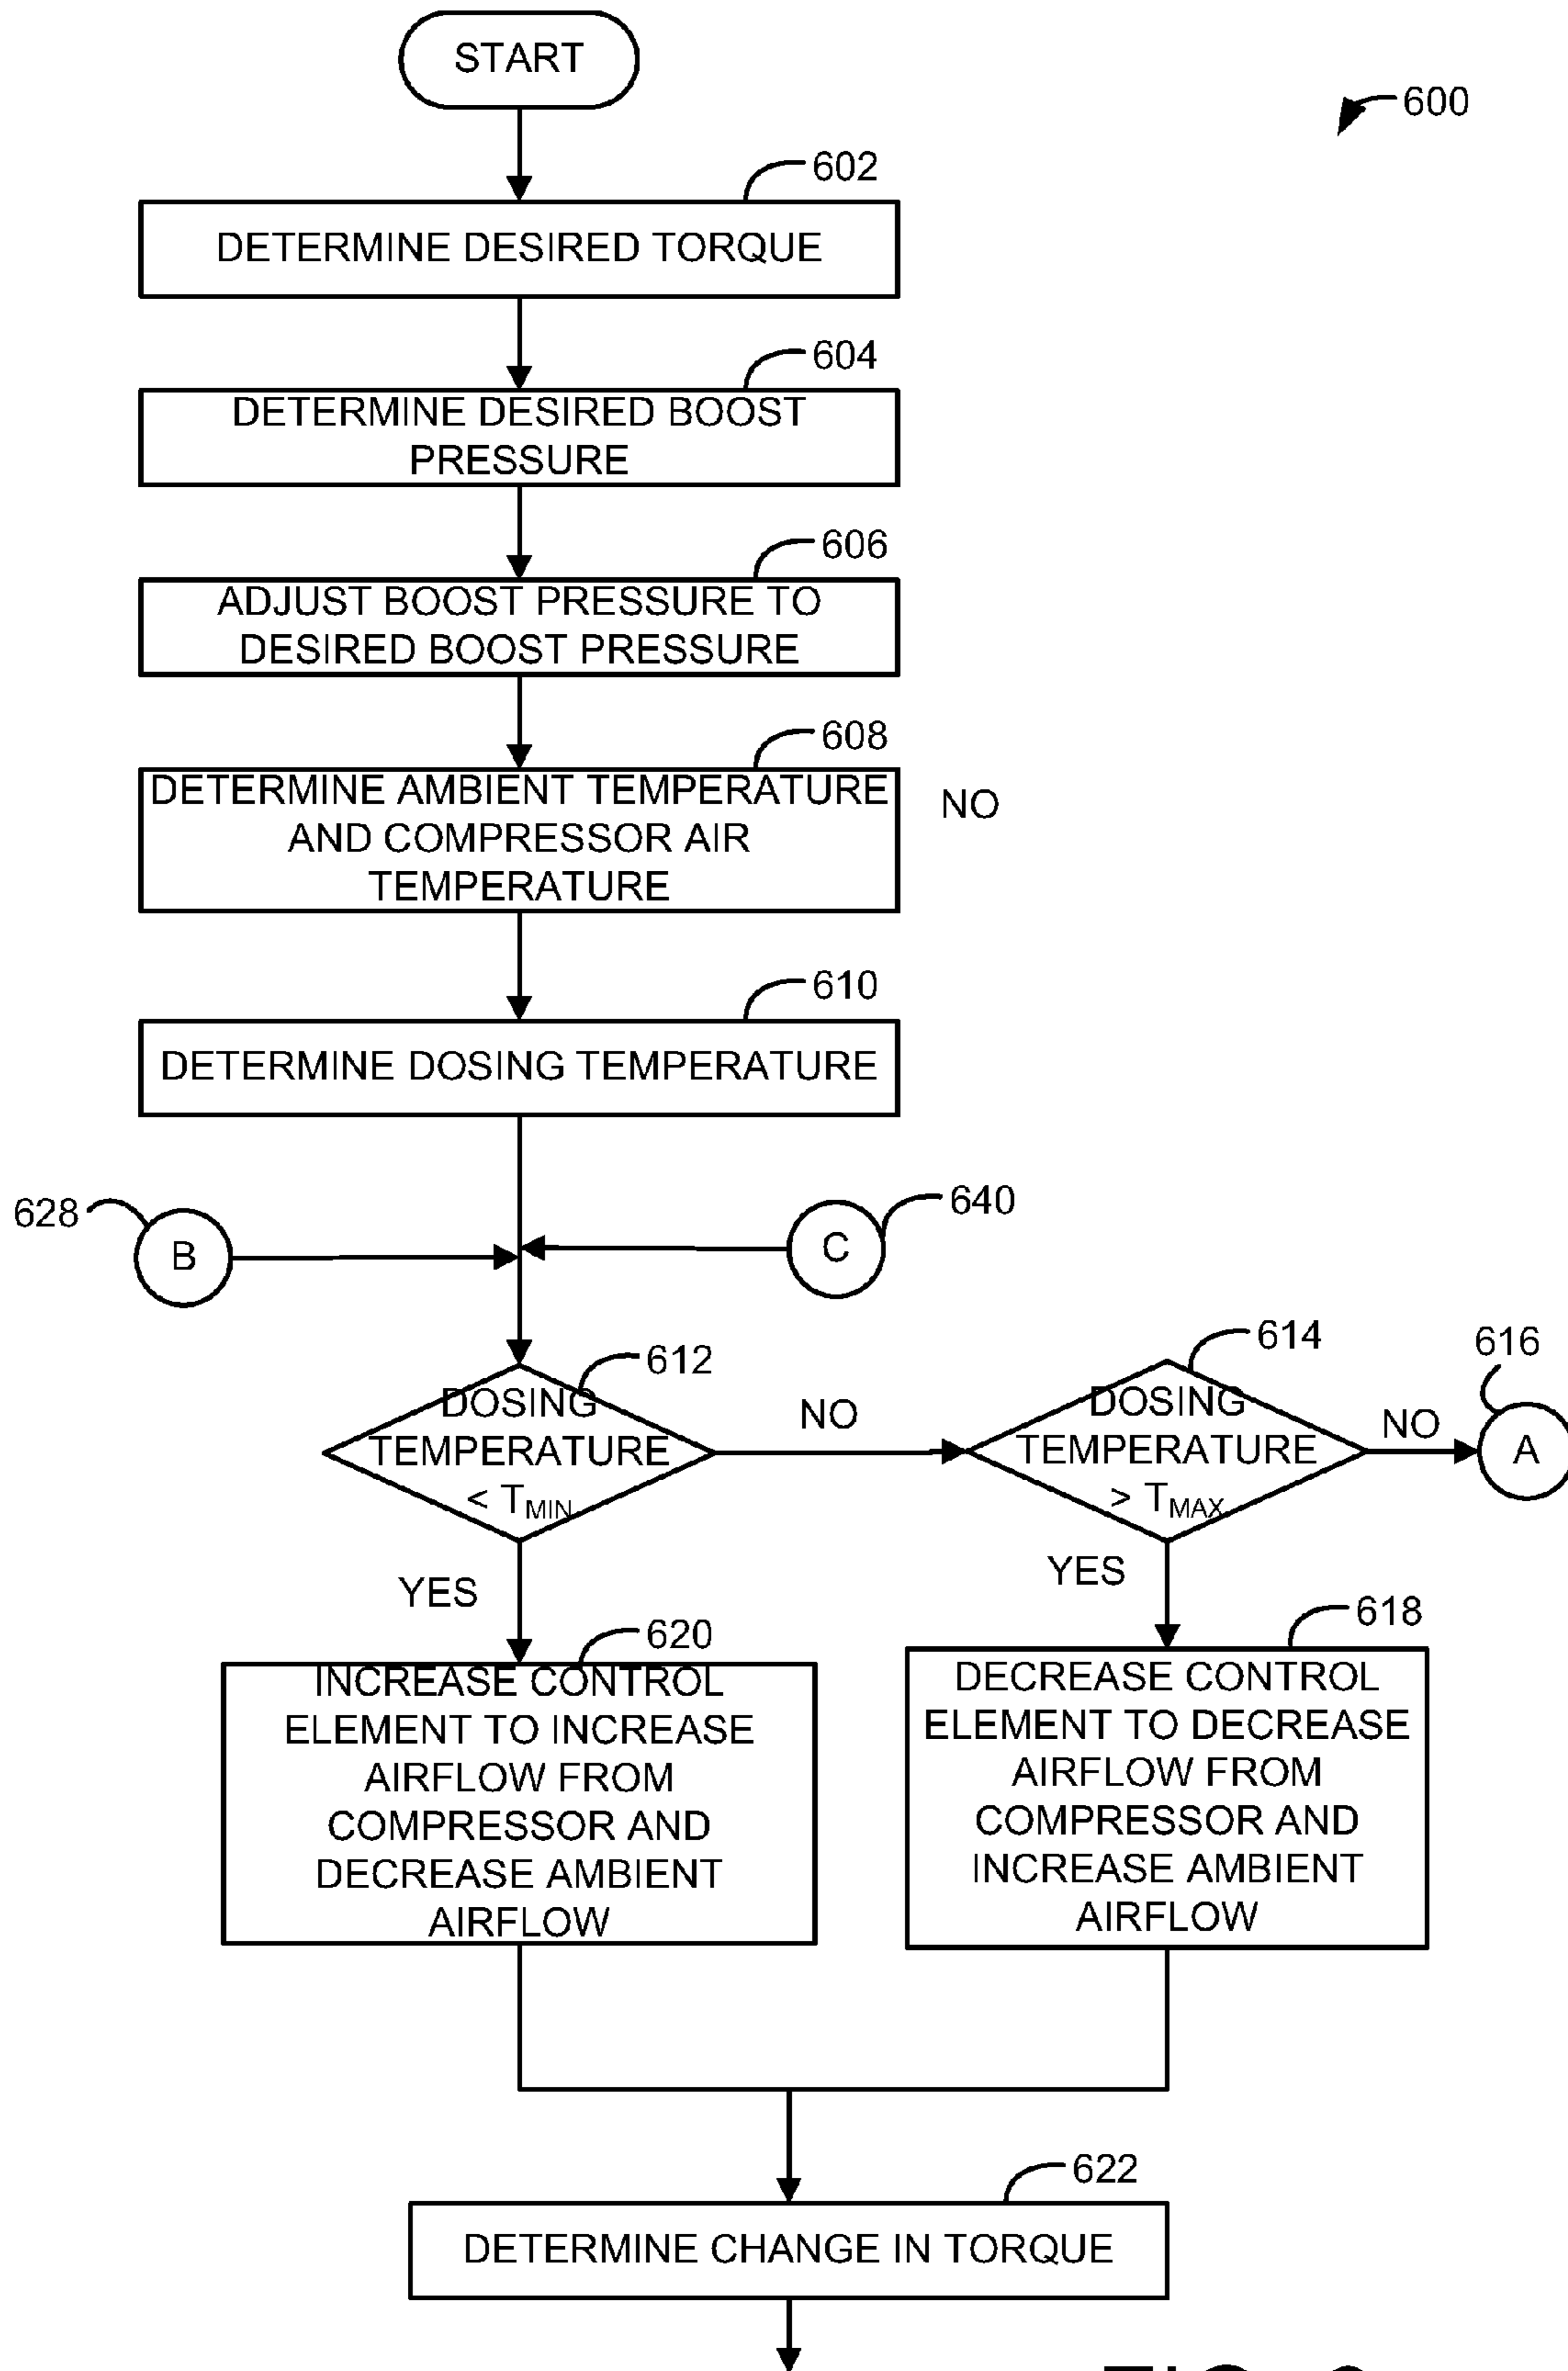 START
600
602
DETERMINE DESIRED TORQUE
604
DETERMINE DESIRED BOOST
PRESSURE
606
ADJUST BOOST PRESSURE TO
DESIRED BOOST PRESSURE
608
DETERMINE AMBIENT TEMPERATURE
AND COMPRESSOR AIR
TEMPERATURE
NO
610
DETERMINE DOSING TEMPERATURE
628
B
640
C
612
DOSING
TEMPERATURE
< TMIN
NO
614
DOSING
TEMPERATURE
> TMAX
NO
616
A
YES
YES
620
INCREASE CONTROL
ELEMENT TO INCREASE
AIRFLOW FROM
COMPRESSOR AND
DECREASE AMBIENT
AIRFLOW
618
DECREASE CONTROL
ELEMENT TO DECREASE
AIRFLOW FROM
COMPRESSOR AND
INCREASE AMBIENT
AIRFLOW
622
DETERMINE CHANGE IN TORQUE